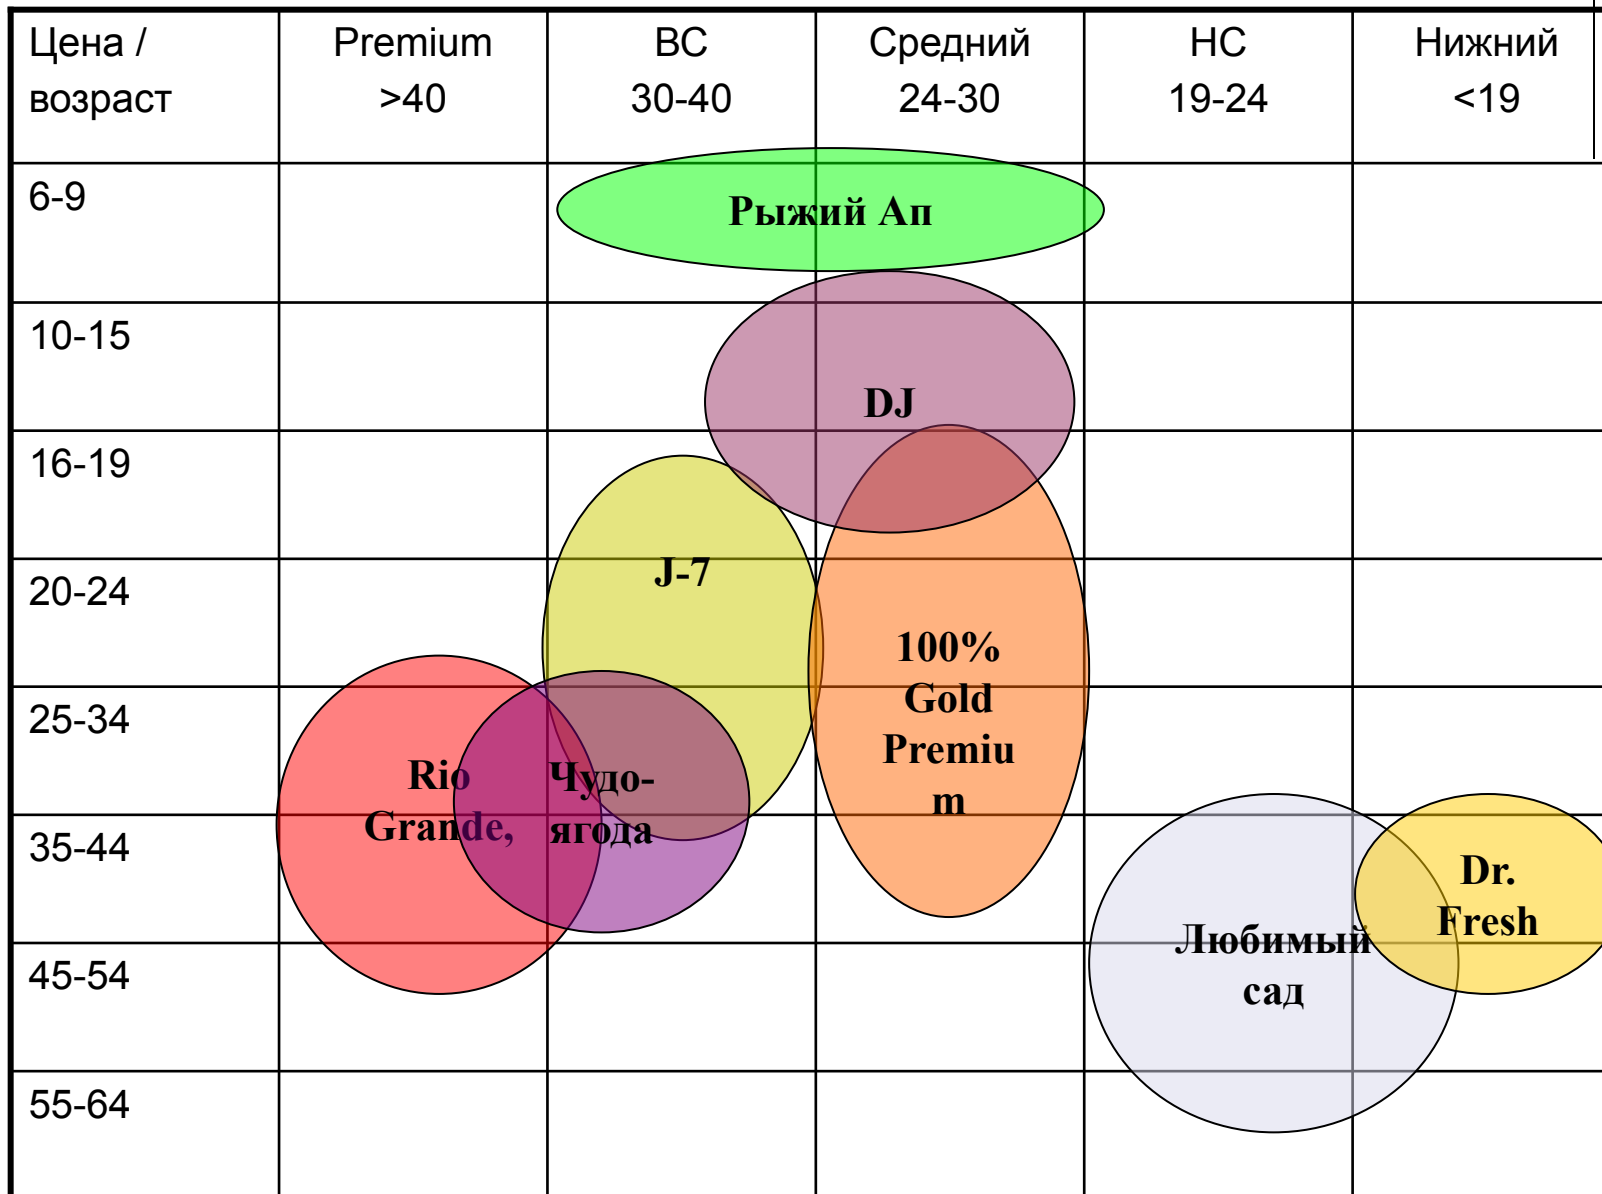 Цена /
возраст
Premium
>40
ВС
30-40
Средний
24-30
НС
19-24
Нижний
<19
6-9
Рыжий Ап
10-15
DJ
16-19
J-7
20-24
100%
Gold
Premiu
m
25-34
Rio
Grande,
Чудо-
ягода
35-44
Dr.
Fresh
Любимый
сад
45-54
55-64